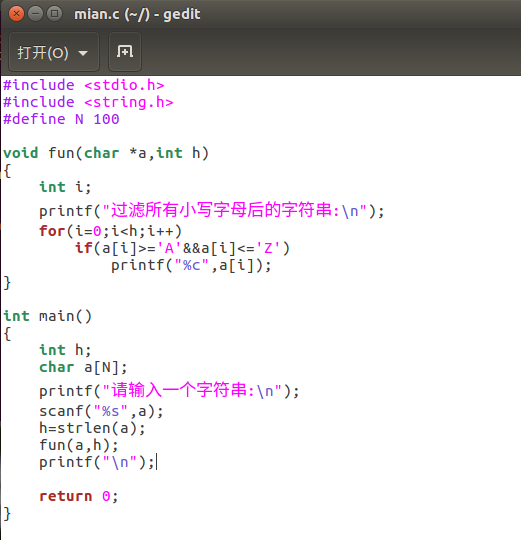 mian.c (~/) - gedit
打开(O)
#include <stdio.h>
#include <string.h>
#define N 100
void fun(char *a,int h)
{
    int i;
    printf("过滤所有小写字母后的字符串:\n");
    for(i=0;i<h;i++)
        if(a[i]>='A'&&a[i]<='Z')
            printf("%c",a[i]);
}
int main()
{
    int h;
    char a[N];
    printf("请输入一个字符串:\n");
    scanf("%s",a);
    h=strlen(a);
    fun(a,h);
    printf("\n");
    return 0;
}